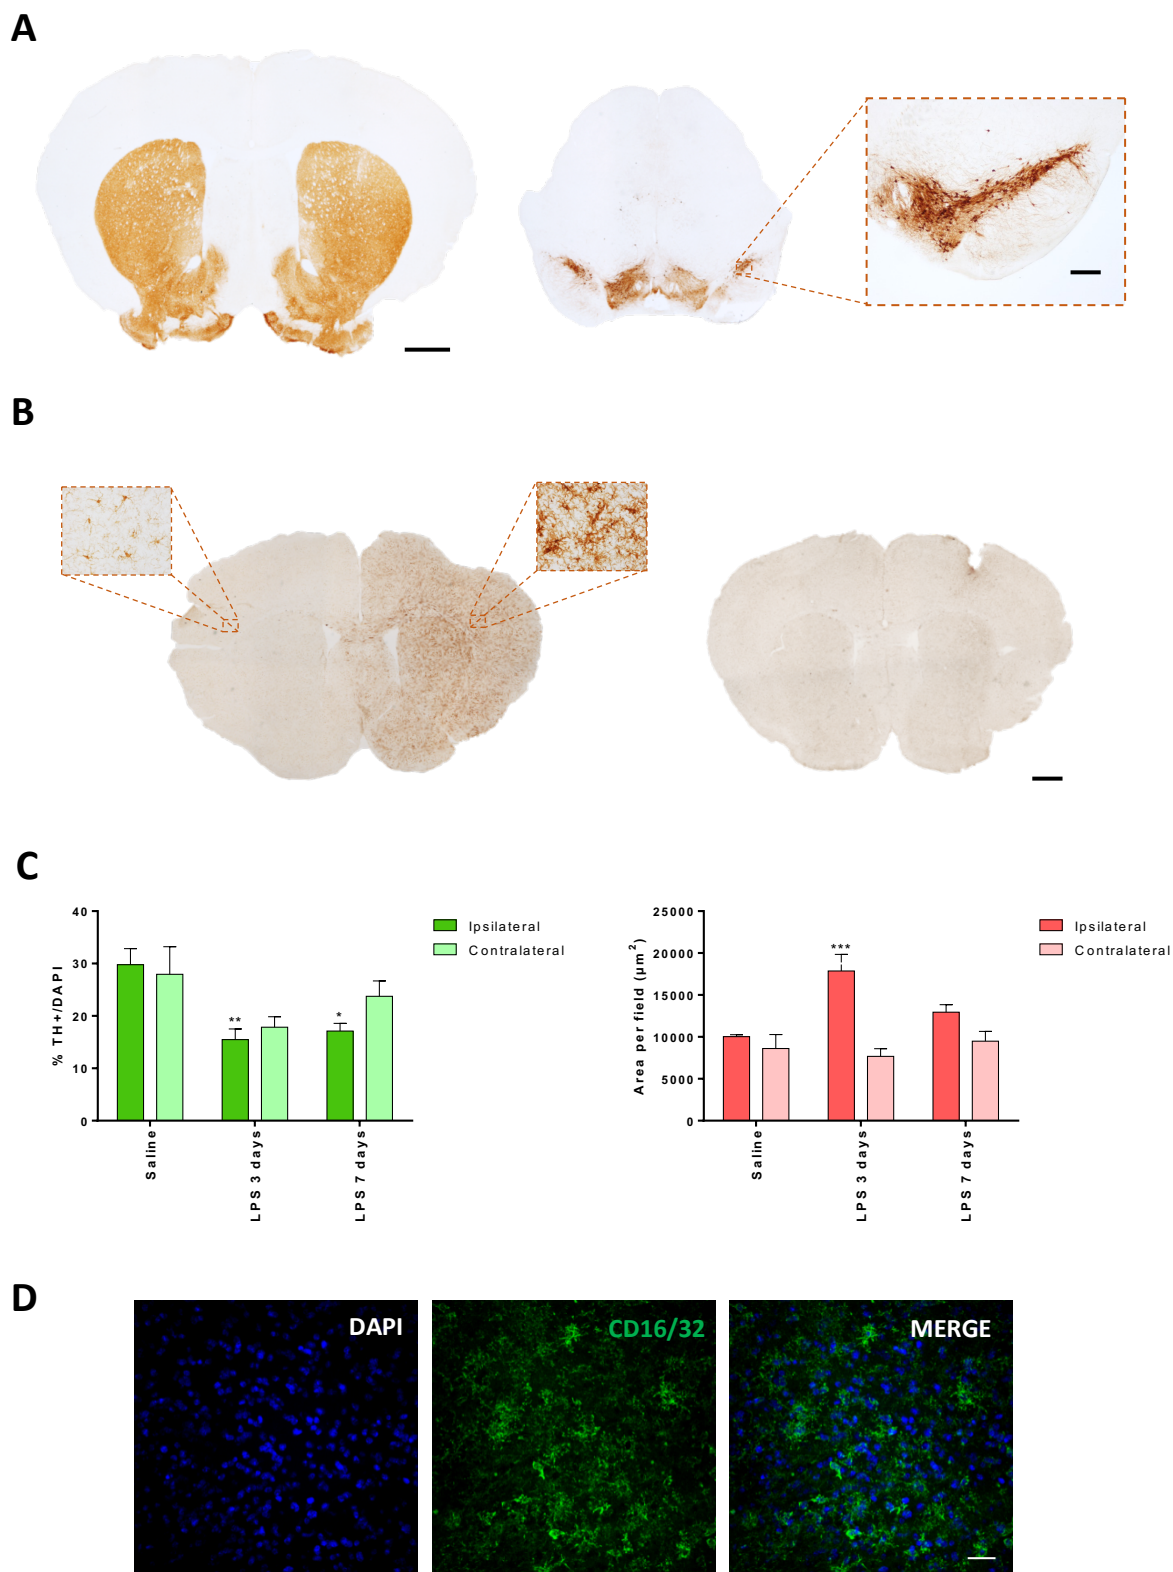 A
B
C
40
30
20
10
0
% TH+/DAPI
**
*
Saline
LPS 3 days
LPS 7 days
Ipsilateral
Contralateral
25000
20000
15000
10000
5000
0
Area per field (µm²)
***
Saline
LPS 3 days
LPS 7 days
Ipsilateral
Contralateral
D
DAPI
CD16/32
MERGE